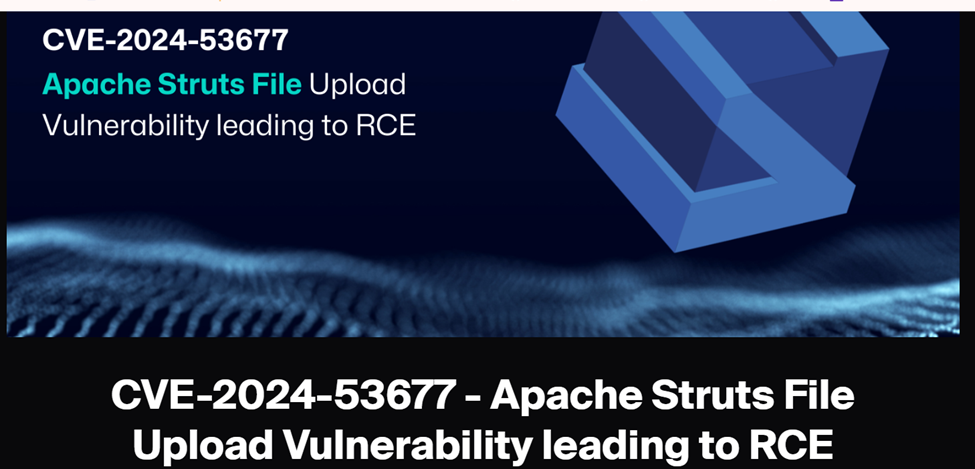 CVE-2024-53677
Apache Struts File Upload
Vulnerability leading to RCE
CVE-2024-53677 - Apache Struts File
Upload Vulnerability leading to RCE